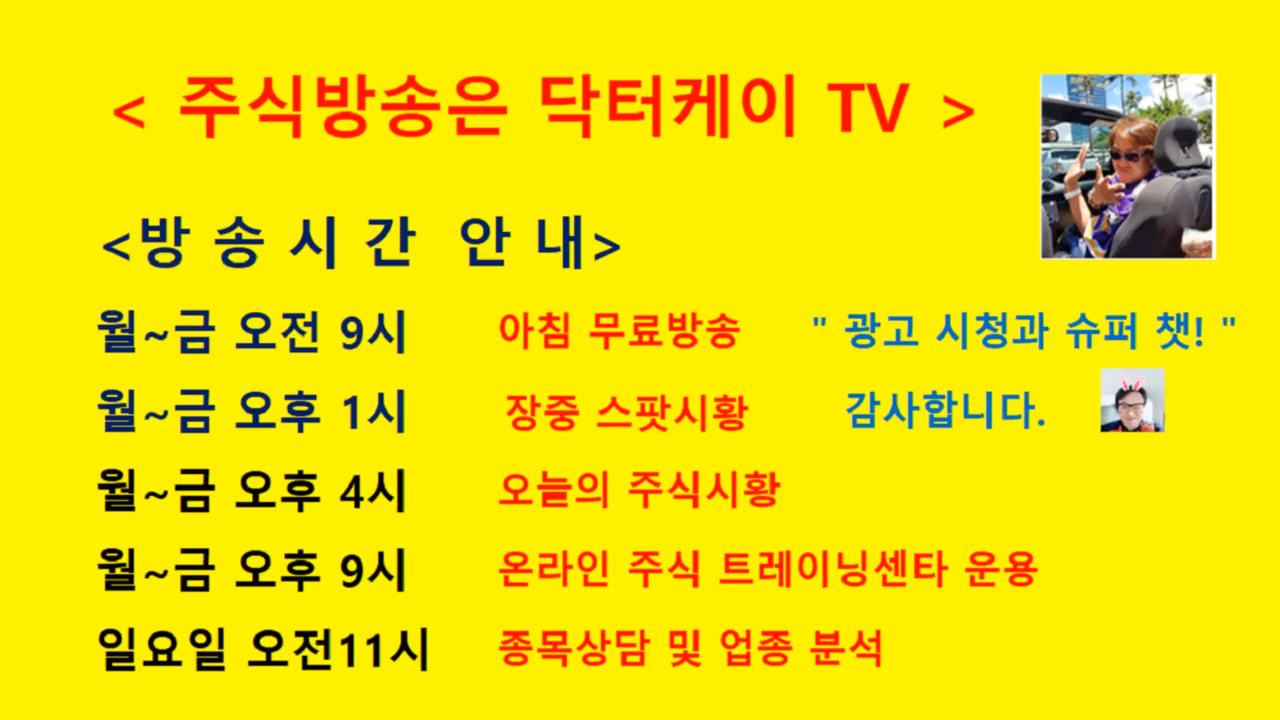 < 주식방송은 닥터케이 TV >
<방 송 시 간 안 내>
월~금 오전 9시 아침 무료방송 " 광고 시청과 슈퍼 챗! "
월~금 오후 1시 장중 스팟시황 감사합니다.
월~금 오후 4시 오늘의 주식시황
월~금 오후 9시 온라인 주식 트레이닝센타 운용
일요일 오전11시 종목상담 및 업종 분석